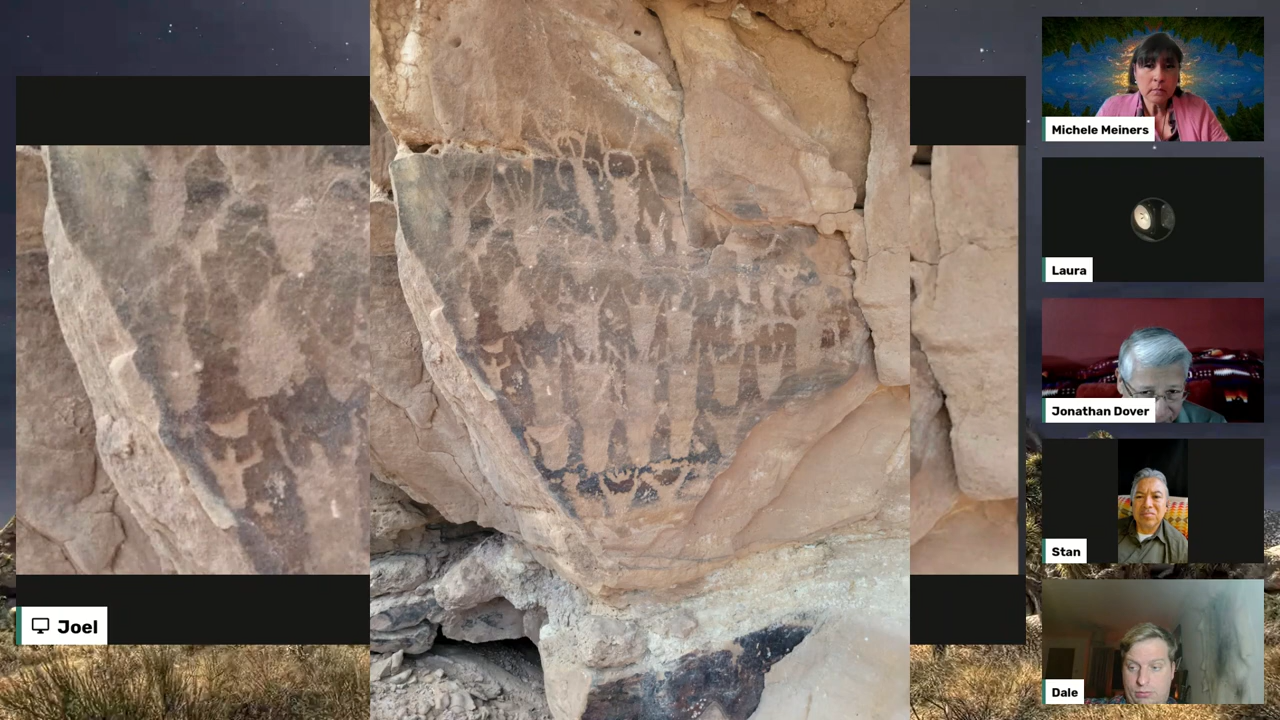 Michele Meiners
Laura
Jonathan Dover
Stan
Dale
Joel